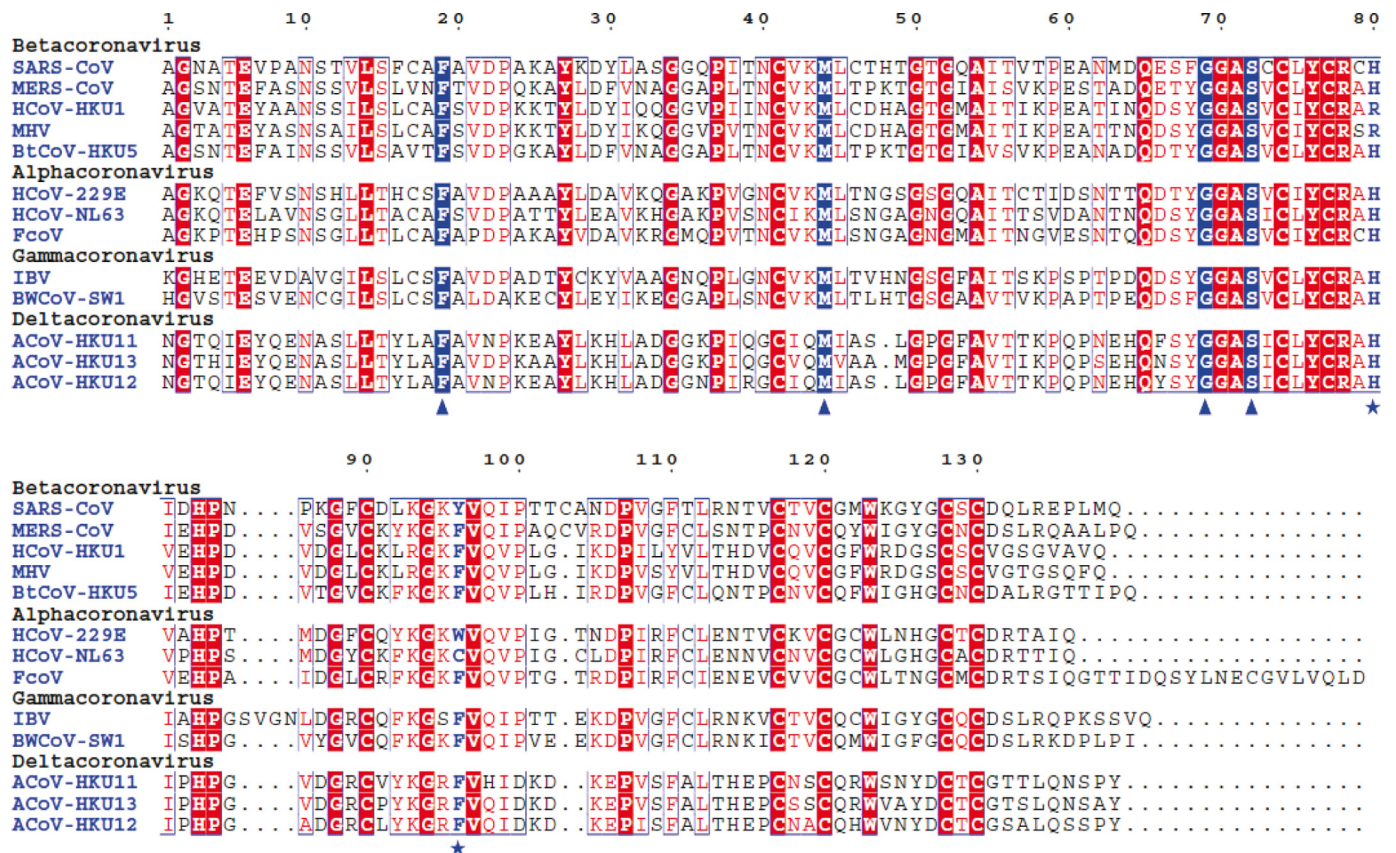 1 10 20 30 40 50 60 70 80
Betacoronavirus
SARS-CoV AGNATEVPANSTVLSFCAFAVDPAKAYKDYLASGGQPITNCVKMLCTHTGTGQAITVTPEANMDQESFGGASCCLYCRCH
MERS-CoV AGSNTEFASNSSVLSLVNFTVDPQKAYLDFVNAGGAPLTNCVKMLTPKTGTGIAISVKPESTADQETYGGASVCLYCRAH
HCoV-HKU1 AGVATEYAANSSILSLCAFSVDPKKTYLDYIQQGGVPIINCVKMLCDHAGTGMAITIKPEATINQDSYGGASVCLYCRAR
MHV AGTATEYASNSAILSLCAFSVDPKKTYLDYIKQGGVPVTNCVKMLCDHAGTGMAITIKPEATTNQDSYGGASVCIYCRSR
BtCoV-HKU5 AGSNTEFAINSSVLSAVTFSVDPGKAYLDFVNAGGAPLTNCVKMLTPKTGTGIAVSVKPEANADQDTYGGASVCLYCRAH
Alphacoronavirus
HCoV-229E AGKQTEFVSNSHLLTHCSFAVDPAAAYLDAVKQGAKPVGNCVKMLTNGSGSGQAITCTIDSNTTQDTYGGASVCIYCRAH
HCoV-NL63 AGKQTELAVNSGLLTACAFSVDPATTYLEAVKHGAKPVSNCIKMLSNGAGNGQAITTSVDANTNQDSYGGASICLYCRAH
FcoV AGKPTEHPSNSGLLTLCAFAPDPAKAYVDAVKRGMQPVTNCVKMLSNGAGNGMAITNGVESNTQQDSYGGASVCIYCRCH
Gammacoronavirus
IBV KGHETEEVDAVGILSLCSFAVDPADTYCKYVAAGNQPLGNCVKMLTVHNGSGFAITSKPSPTPDQDSYGGASVCLYCRAH
BWCoV-SW1 HGVSTESVENCGILSLCSFALDAKECYLEYIKEGGAPLSNCVKMLTLHTGSGAAVTVKPAPTPEQDSFGGASVCLYCRAH
Deltacoronavirus
ACoV-HKU11 NGTQIEYQENASLLTYLAFAVNPKEAYLKHLADGGKPIQGCIQMIAS.LGPGFAVTTKPQPNEHQFSYGGASICLYCRAH
ACoV-HKU13 NGTHIEYQENASLLTYLAFAVDPKAAYLKHLADGGKPIQGCVQMVAA.MGPGFAVTIKPQPSEHQNSYGGASICLYCRAH
ACoV-HKU12 NGTQIEYQENASLLTYLAFAVNPKEAYLKHLADGGNPIRGCIQMIAS.LGPGFAVTTKPQPNEHQYSYGGASICLYCRAH
90 100 110 120 130
Betacoronavirus
SARS-CoV IDHPN....PKGFCDLKGKYVQIPTTCANDPVGFTLRNTVCTVCGMWKGYGCSCDQLREPLMQ................
MERS-CoV IEHPD....VSGVCKYKGKFVQIPAQCVRDPVGFCLSNTPCNVCQYWIGYGCNCDSLRQAALPQ...............
HCoV-HKU1 VEHPD....VDGLCKLRGKFVQVPLG.IKDPILYVLTHDVCQVCGFWRDGSCSCVGSGVAVQ.................
MHV VEHPD....VDGLCKLRGKFVQVPLG.IKDPVSYVLTHDVCQVCGFWRDGSCSCVGTGSQFQ.................
BtCoV-HKU5 IEHPD....VTGVCKFKGKFVQVPLH.IRDPVGFCLQNTPCNVCQFWIGHGCNCDALRGTTIPQ...............
Alphacoronavirus
HCoV-229E VAHPT....MDGFCQYKGKWVQVPIG.TNDPIRFCLENTVCKVCGCWLNHGCTCDRTAIQ...................
HCoV-NL63 VPHPS....MDGYCKFKGKCVQVPIG.CLDPIRFCLENNVCNVCGCWLGHGCACDRTTIQ...................
FcoV VEHPA....IDGLCRFKGKFVQVPTG.TRDPIRFCIENEVCVVCGCWLTNGCMCDRTSIQGTTIDQSYLNECGVLVQLD
Gammacoronavirus
IBV IAHPGSVGNLDGRCQFKGSFVQIPTT.EKDPVGFCLRNKVCTVCQCWIGYGCQCDSLRQPKSSVQ..............
BWCoV-SW1 ISHPG....VYGVCQFKGKFVQIPVE.EKDPVGFCLRNKICTVCQMWIGFGCQCDSLRKDPLPI...............
Deltacoronavirus
ACoV-HKU11 IPHPG....VDGRCVYKGRFVHIDKD..KEPVSFALTHEPCNSCQRWSNYDCTCGTTLQNSPY................
ACoV-HKU13 IPHPG....VDGRCPYKGRFVQIDKD..KEPVSFALTHEPCSSCQRWVAYDCTCGTSLQNSAY................
ACoV-HKU12 IPHPG....ADGRCLYKGRFVQIDKD..KEPISFALTHEPCNACQHWVNYDCTCGSALQSSPY................